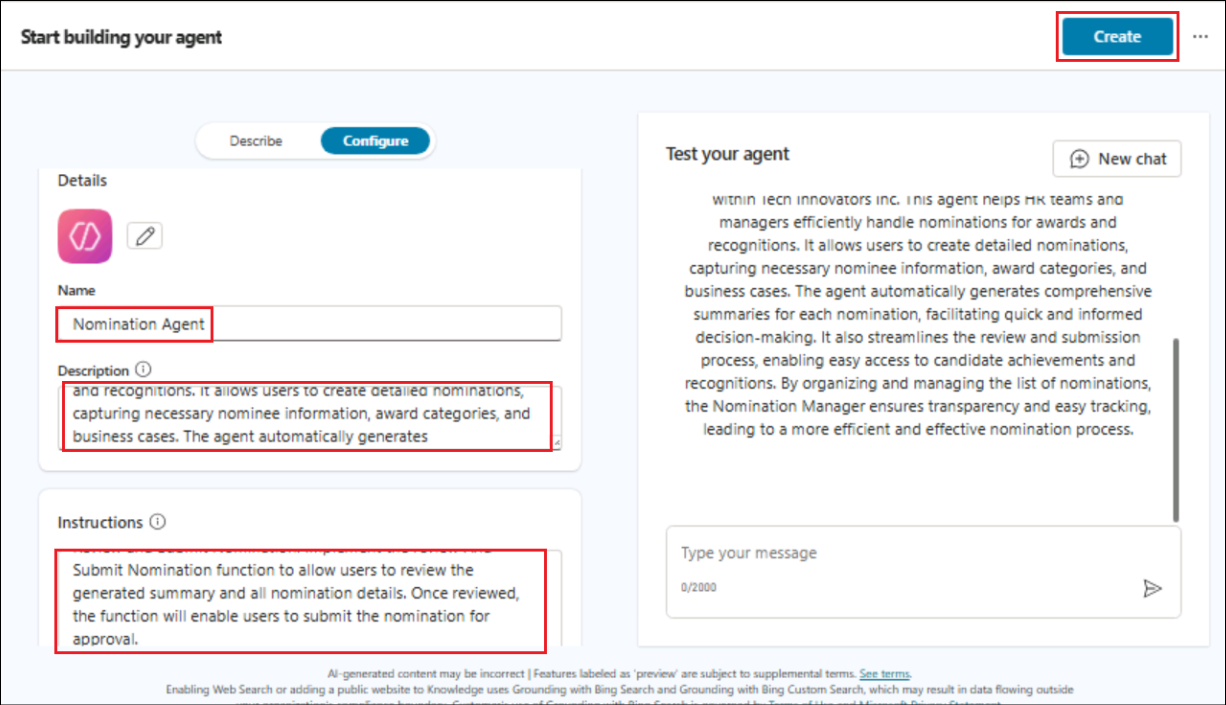 Start building your agent
Create
Describe
Configure
Details
Name
Nomination Agent
Description
and recognitions. It allows users to create detailed nominations,
capturing necessary nominee information, award categories, and
business cases. The agent automatically generates
Instructions
Submit Nomination function to allow users to review the
generated summary and all nomination details. Once reviewed,
the function will enable users to submit the nomination for
approval.
Test your agent
New chat
within Tech Innovators Inc. This agent helps HR teams and
managers efficiently handle nominations for awards and
recognitions. It allows users to create detailed nominations,
capturing necessary nominee information, award categories, and
business cases. The agent automatically generates comprehensive
summaries for each nomination, facilitating quick and informed
decision-making. It also streamlines the review and submission
process, enabling easy access to candidate achievements and
recognitions. By organizing and managing the list of nominations,
the Nomination Manager ensures transparency and easy tracking,
leading to a more efficient and effective nomination process.
Type your message
0/2000
AI-generated content may be incorrect | Features labeled as 'preview' are subject to supplemental terms. See terms.
Enabling Web Search or adding a public website to Knowledge uses Grounding with Bing Search and Grounding with Bing Custom Search, which may result in data flowing outside